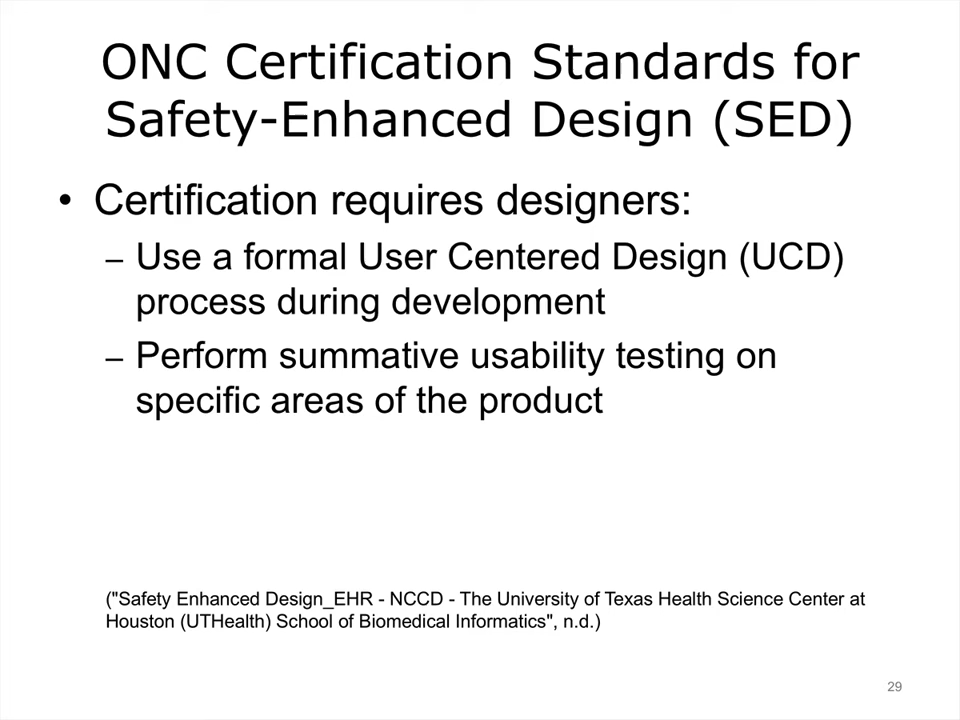 ONC Certification Standards for
Safety-Enhanced Design (SED)
• Certification requires designers:
– Use a formal User Centered Design (UCD)
process during development
– Perform summative usability testing on
specific areas of the product
("Safety Enhanced Design_EHR - NCCD - The University of Texas Health Science Center at
Houston (UTHealth) School of Biomedical Informatics", n.d.)
29